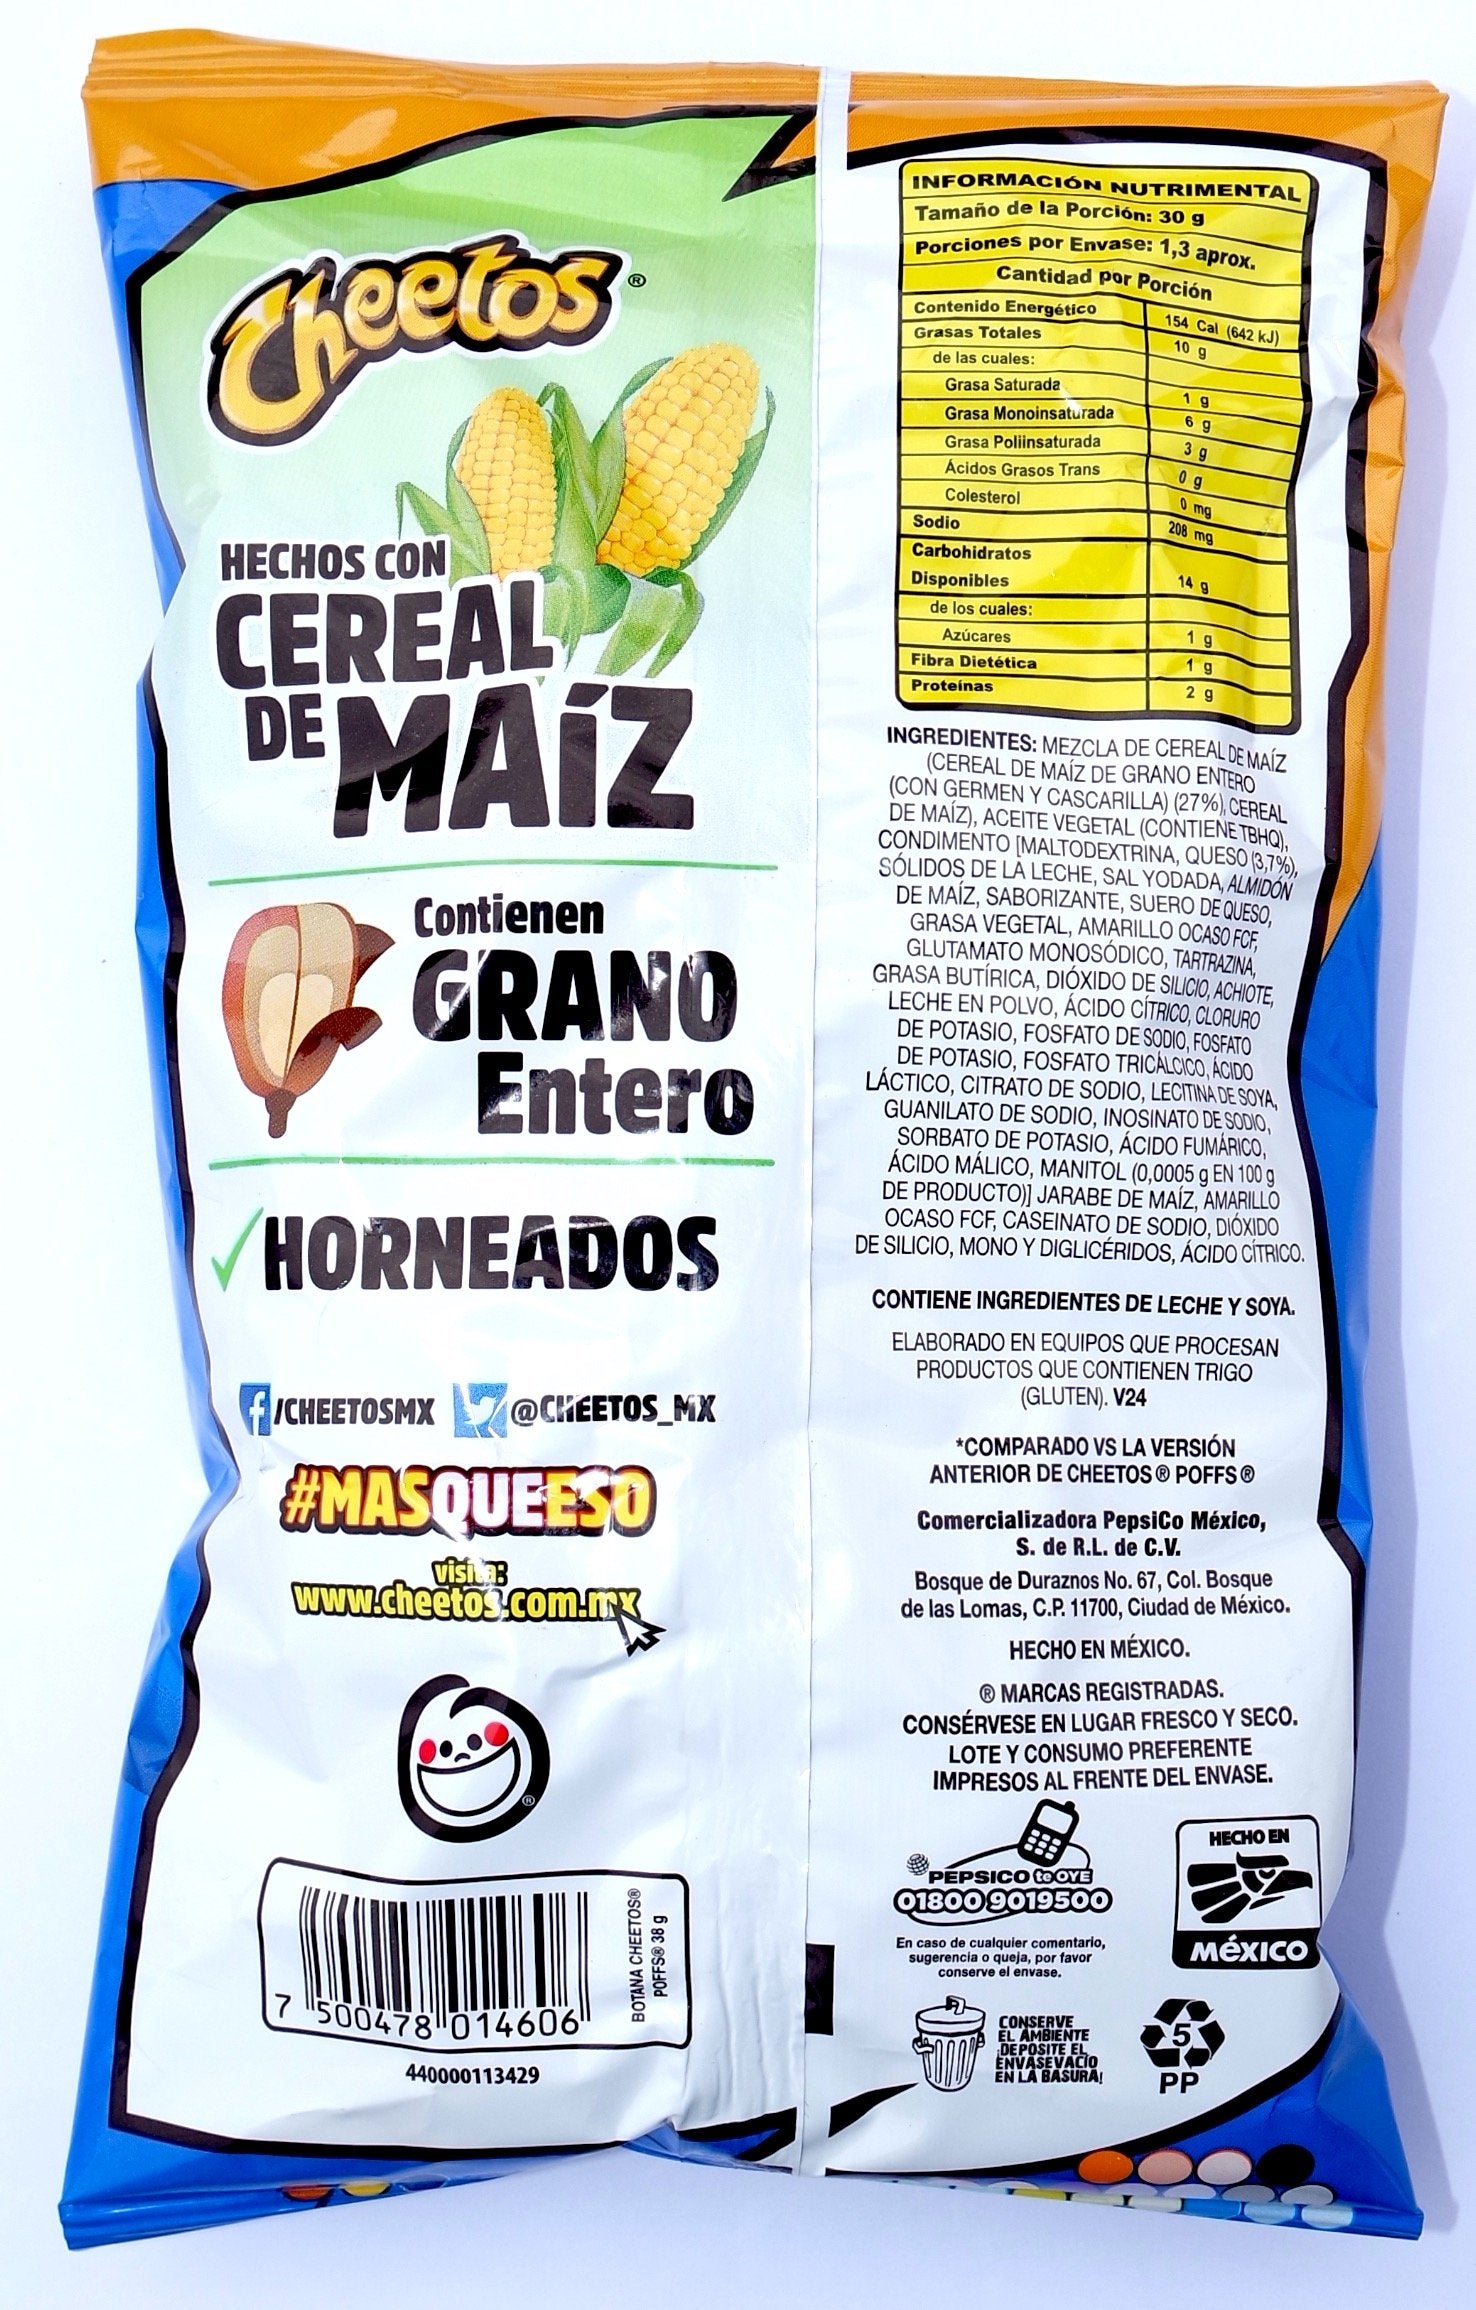 Cheetos®
HECHOS CON
CEREAL
DE MAíZ
Contienen
GRANO
Entero
HORNEADOS
f/CHEETOSMX @CHEETOS_MX
#MASQUEESO
visita:
www.cheetos.com.mx
®
7 500478 014606
BOTANA CHEETOS®
POFFS® 38 g
440000113429
INFORMACIÓN NUTRIMENTAL
Tamaño de la Porción: 30 g
Porciones por Envase: 1,3 aprox.
Cantidad por Porción
Contenido Energético 154 Cal (642 kJ)
Grasas Totales 10 g
de las cuales:
Grasa Saturada 1 g
Grasa Monoinsaturada 6 g
Grasa Poliinsaturada 3 g
Ácidos Grasos Trans 0 g
Colesterol 0 mg
Sodio 208 mg
Carbohidratos
Disponibles 14 g
de los cuales:
Azúcares 1 g
Fibra Dietética 1 g
Proteínas 2 g
INGREDIENTES: MEZCLA DE CEREAL DE MAÍZ
(CEREAL DE MAÍZ DE GRANO ENTERO
(CON GERMEN Y CASCARILLA) (27%), CEREAL
DE MAÍZ), ACEITE VEGETAL (CONTIENE TBHQ),
CONDIMENTO [MALTODEXTRINA, QUESO (3,7%),
SÓLIDOS DE LA LECHE, SAL YODADA, ALMIDÓN
DE MAÍZ, SABORIZANTE, SUERO DE QUESO,
GRASA VEGETAL, AMARILLO OCASO FCF,
GLUTAMATO MONOSÓDICO, TARTRAZINA,
GRASA BUTÍRICA, DIÓXIDO DE SILICIO, ACHIOTE,
LECHE EN POLVO, ÁCIDO CÍTRICO, CLORURO
DE POTASIO, FOSFATO DE SODIO, FOSFATO
DE POTASIO, FOSFATO TRICÁLCICO, ÁCIDO
LÁCTICO, CITRATO DE SODIO, LECITINA DE SOYA,
GUANILATO DE SODIO, INOSINATO DE SODIO,
SORBATO DE POTASIO, ÁCIDO FUMÁRICO,
ÁCIDO MÁLICO, MANITOL (0,0005 g EN 100 g
DE PRODUCTO)] JARABE DE MAÍZ, AMARILLO
OCASO FCF, CASEINATO DE SODIO, DIÓXIDO
DE SILICIO, MONO Y DIGLICÉRIDOS, ÁCIDO CÍTRICO.
CONTIENE INGREDIENTES DE LECHE Y SOYA.
ELABORADO EN EQUIPOS QUE PROCESAN
PRODUCTOS QUE CONTIENEN TRIGO
(GLUTEN). V24
*COMPARADO VS LA VERSIÓN
ANTERIOR DE CHEETOS® POFFS®
Comercializadora PepsiCo México,
S. de R.L. de C.V.
Bosque de Duraznos No. 67, Col. Bosque
de las Lomas, C.P. 11700, Ciudad de México.
HECHO EN MÉXICO.
® MARCAS REGISTRADAS.
CONSÉRVESE EN LUGAR FRESCO Y SECO.
LOTE Y CONSUMO PREFERENTE
IMPRESOS AL FRENTE DEL ENVASE.
PEPSICO te OYE
01800 9019500
En caso de cualquier comentario,
sugerencia o queja, por favor
conserve el envase.
HECHO EN
MéXICO
CONSERVE
EL AMBIENTE
¡DEPOSITE EL
ENVASE VACÍO
EN LA BASURA!
5
PP